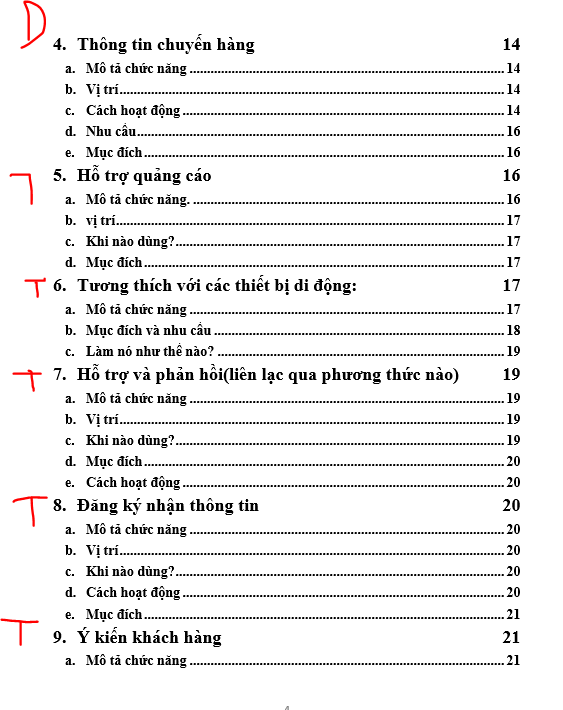 D
4. Thông tin chuyến hàng 14
a. Mô tả chức năng 14
b. Vị trí 14
c. Cách hoạt động 14
d. Nhu cầu 16
e. Mục đích 16
5. Hỗ trợ quảng cáo 16
a. Mô tả chức năng. 16
b. vị trí 17
c. Khi nào dùng? 17
d. Mục đích 17
T 6. Tương thích với các thiết bị di động: 17
a. Mô tả chức năng 17
b. Mục đích và nhu cầu 18
c. Làm nó như thế nào? 19
T 7. Hỗ trợ và phản hồi(liên lạc qua phương thức nào) 19
a. Mô tả chức năng 19
b. Vị trí 19
c. Khi nào dùng? 19
d. Mục đích 20
e. Cách hoạt động 20
T 8. Đăng ký nhận thông tin 20
a. Mô tả chức năng 20
b. Vị trí 20
c. Khi nào dùng? 20
d. Cách hoạt động 20
e. Mục đích 21
T 9. Ý kiến khách hàng 21
a. Mô tả chức năng 21